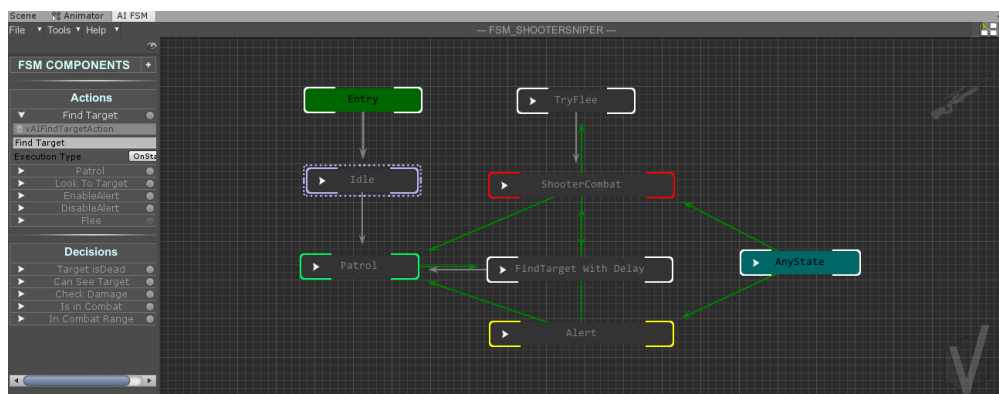 Scene Animator AI FSM
File Tools Help
— FSM_SHOOTERSNIPER —
FSM COMPONENTS +
Actions
Find Target
vAIFindTargetAction
Find Target
Execution Type OnSta
Patrol
Look To Target
EnableAlert
DisableAlert
Flee
Decisions
Target isDead
Can See Target
Check Damage
Is in Combat
In Combat Range
Entry
TryFlee
Idle
ShooterCombat
Patrol
FindTarget With Delay
AnyState
Alert